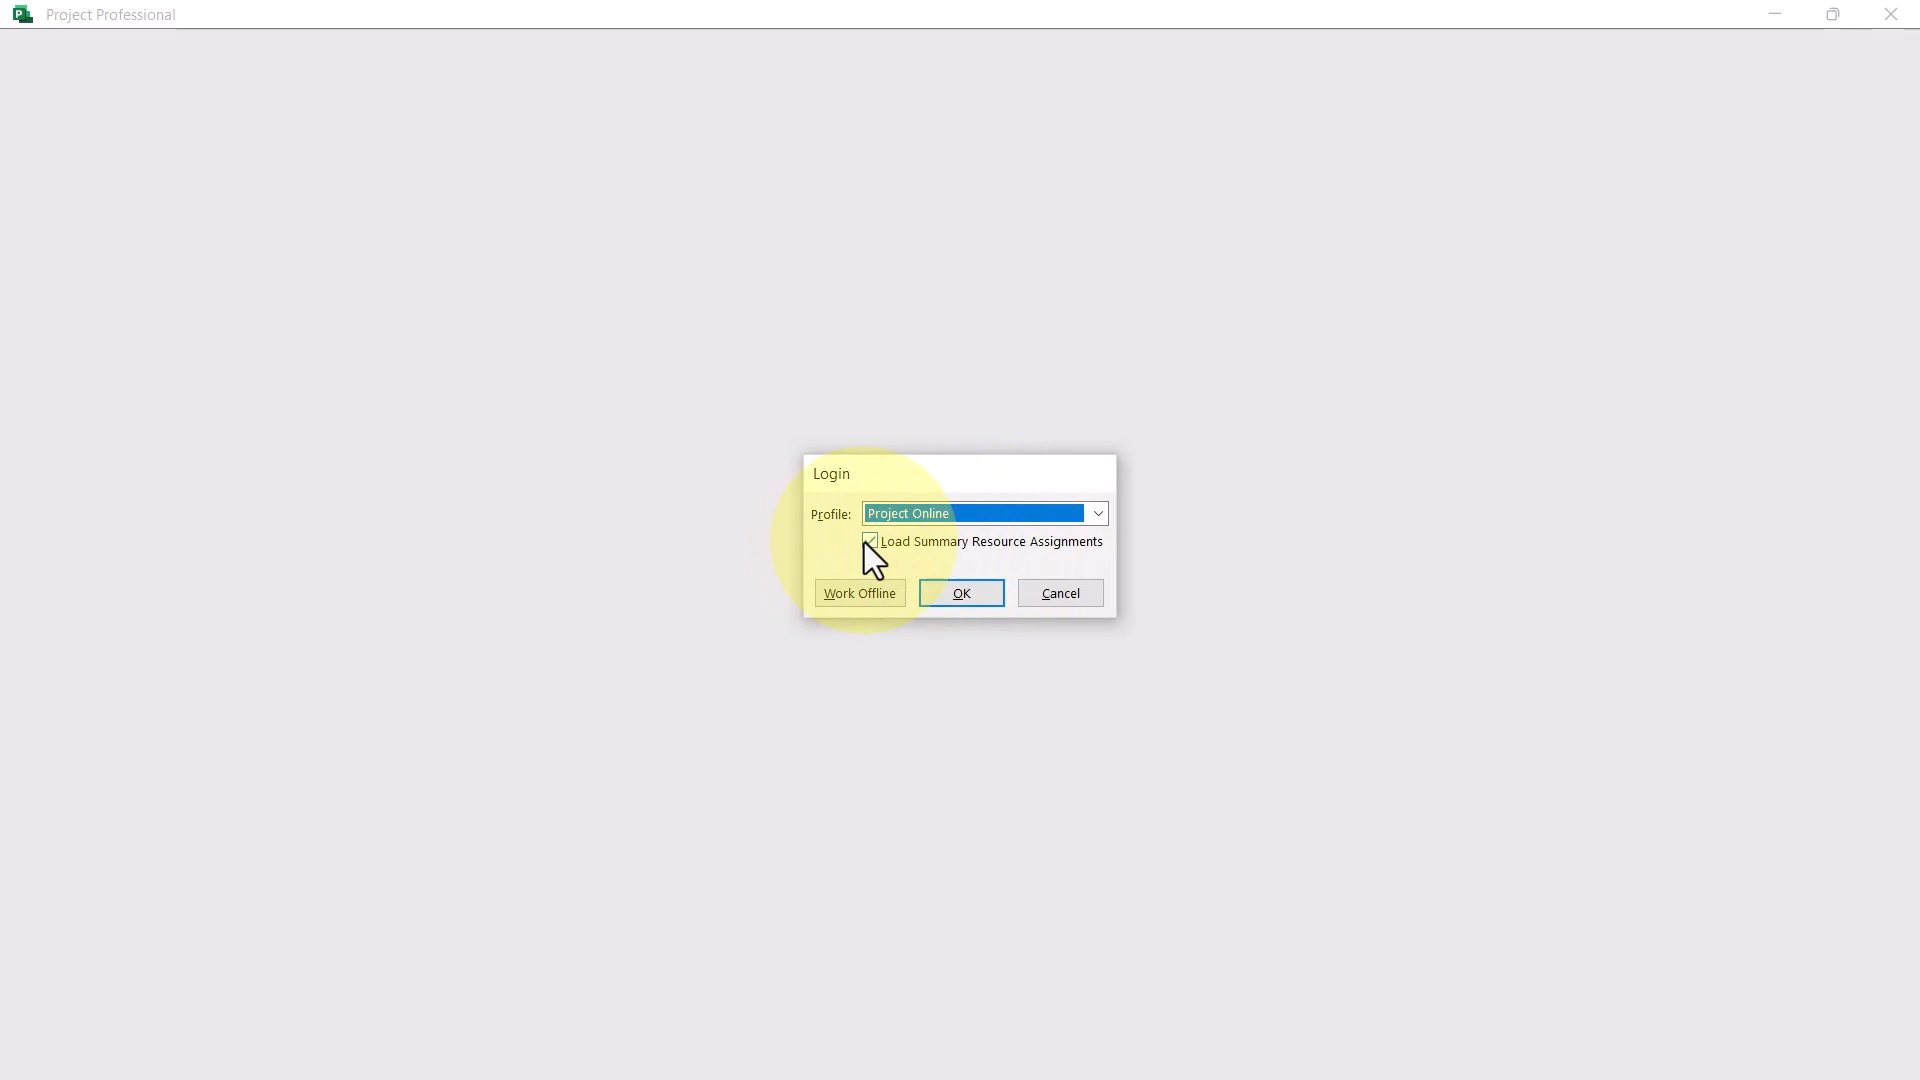 Project Professional
Login
Profile: Project Online
Load Summary Resource Assignments
Work Offline OK Cancel